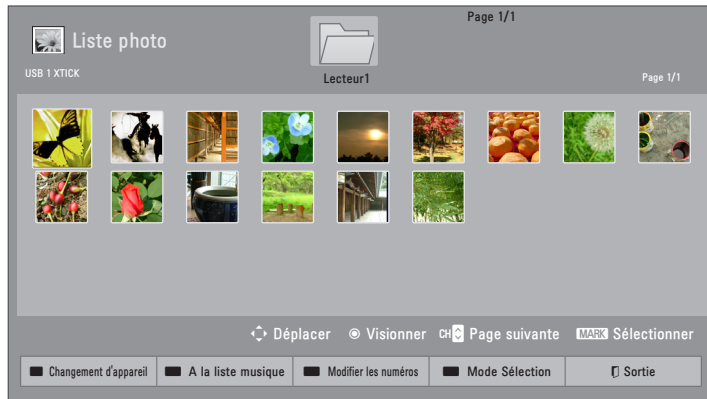 Page 1/1
Liste photo
Lecteur1
USB 1 XTICK
Page 1/1
Déplacer Visionner CH Page suivante MARK Sélectionner
Changement d'appareil A la liste musique Modifier les numéros Mode Sélection Sortie